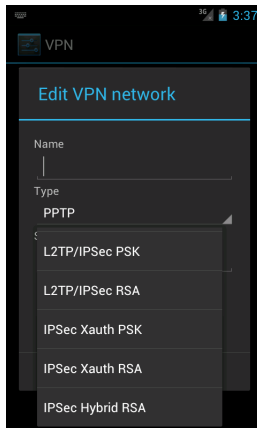 3G 3:37
VPN
Edit VPN network
Name
Type
PPTP
S
L2TP/IPSec PSK
L2TP/IPSec RSA
IPSec Xauth PSK
IPSec Xauth RSA
IPSec Hybrid RSA